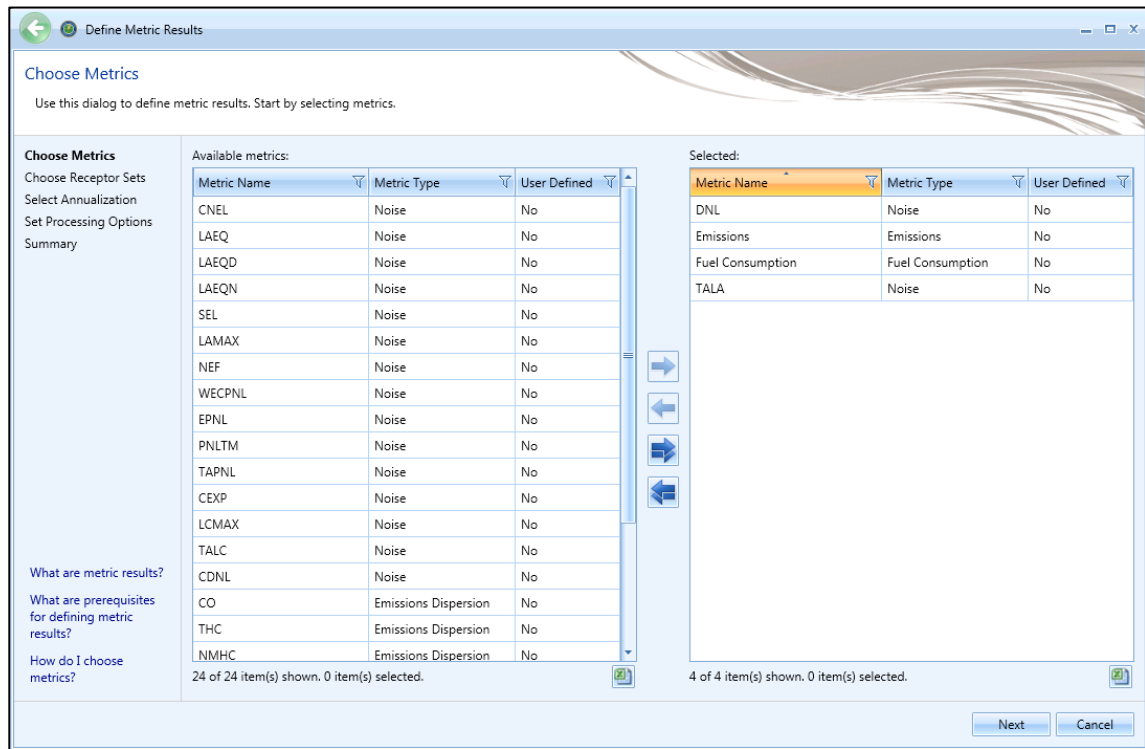 Define Metric Results
Choose Metrics
Use this dialog to define metric results. Start by selecting metrics.
Choose Metrics
Choose Receptor Sets
Select Annualization
Set Processing Options
Summary
What are metric results?
What are prerequisites
for defining metric
results?
How do I choose
metrics?
Available metrics:
Metric Name Metric Type User Defined
CNEL Noise No
LAEQ Noise No
LAEQD Noise No
LAEQN Noise No
SEL Noise No
LAMAX Noise No
NEF Noise No
WECPNL Noise No
EPNL Noise No
PNLTM Noise No
TAPNL Noise No
CEXP Noise No
LCMAX Noise No
TALC Noise No
CDNL Noise No
CO Emissions Dispersion No
THC Emissions Dispersion No
NMHC Emissions Dispersion No
24 of 24 item(s) shown. 0 item(s) selected.
Selected:
Metric Name Metric Type User Defined
DNL Noise No
Emissions Emissions No
Fuel Consumption Fuel Consumption No
TALA Noise No
4 of 4 item(s) shown. 0 item(s) selected.
Next Cancel